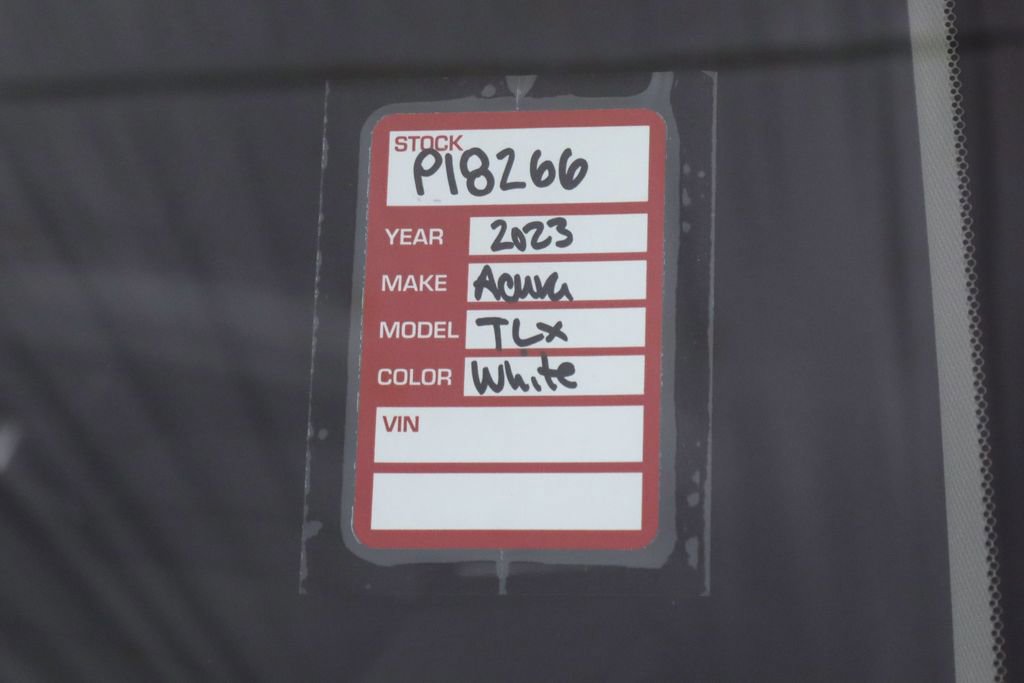 STOCK
P18266
YEAR 2023
MAKE Acura
MODEL TLX
COLOR White
VIN